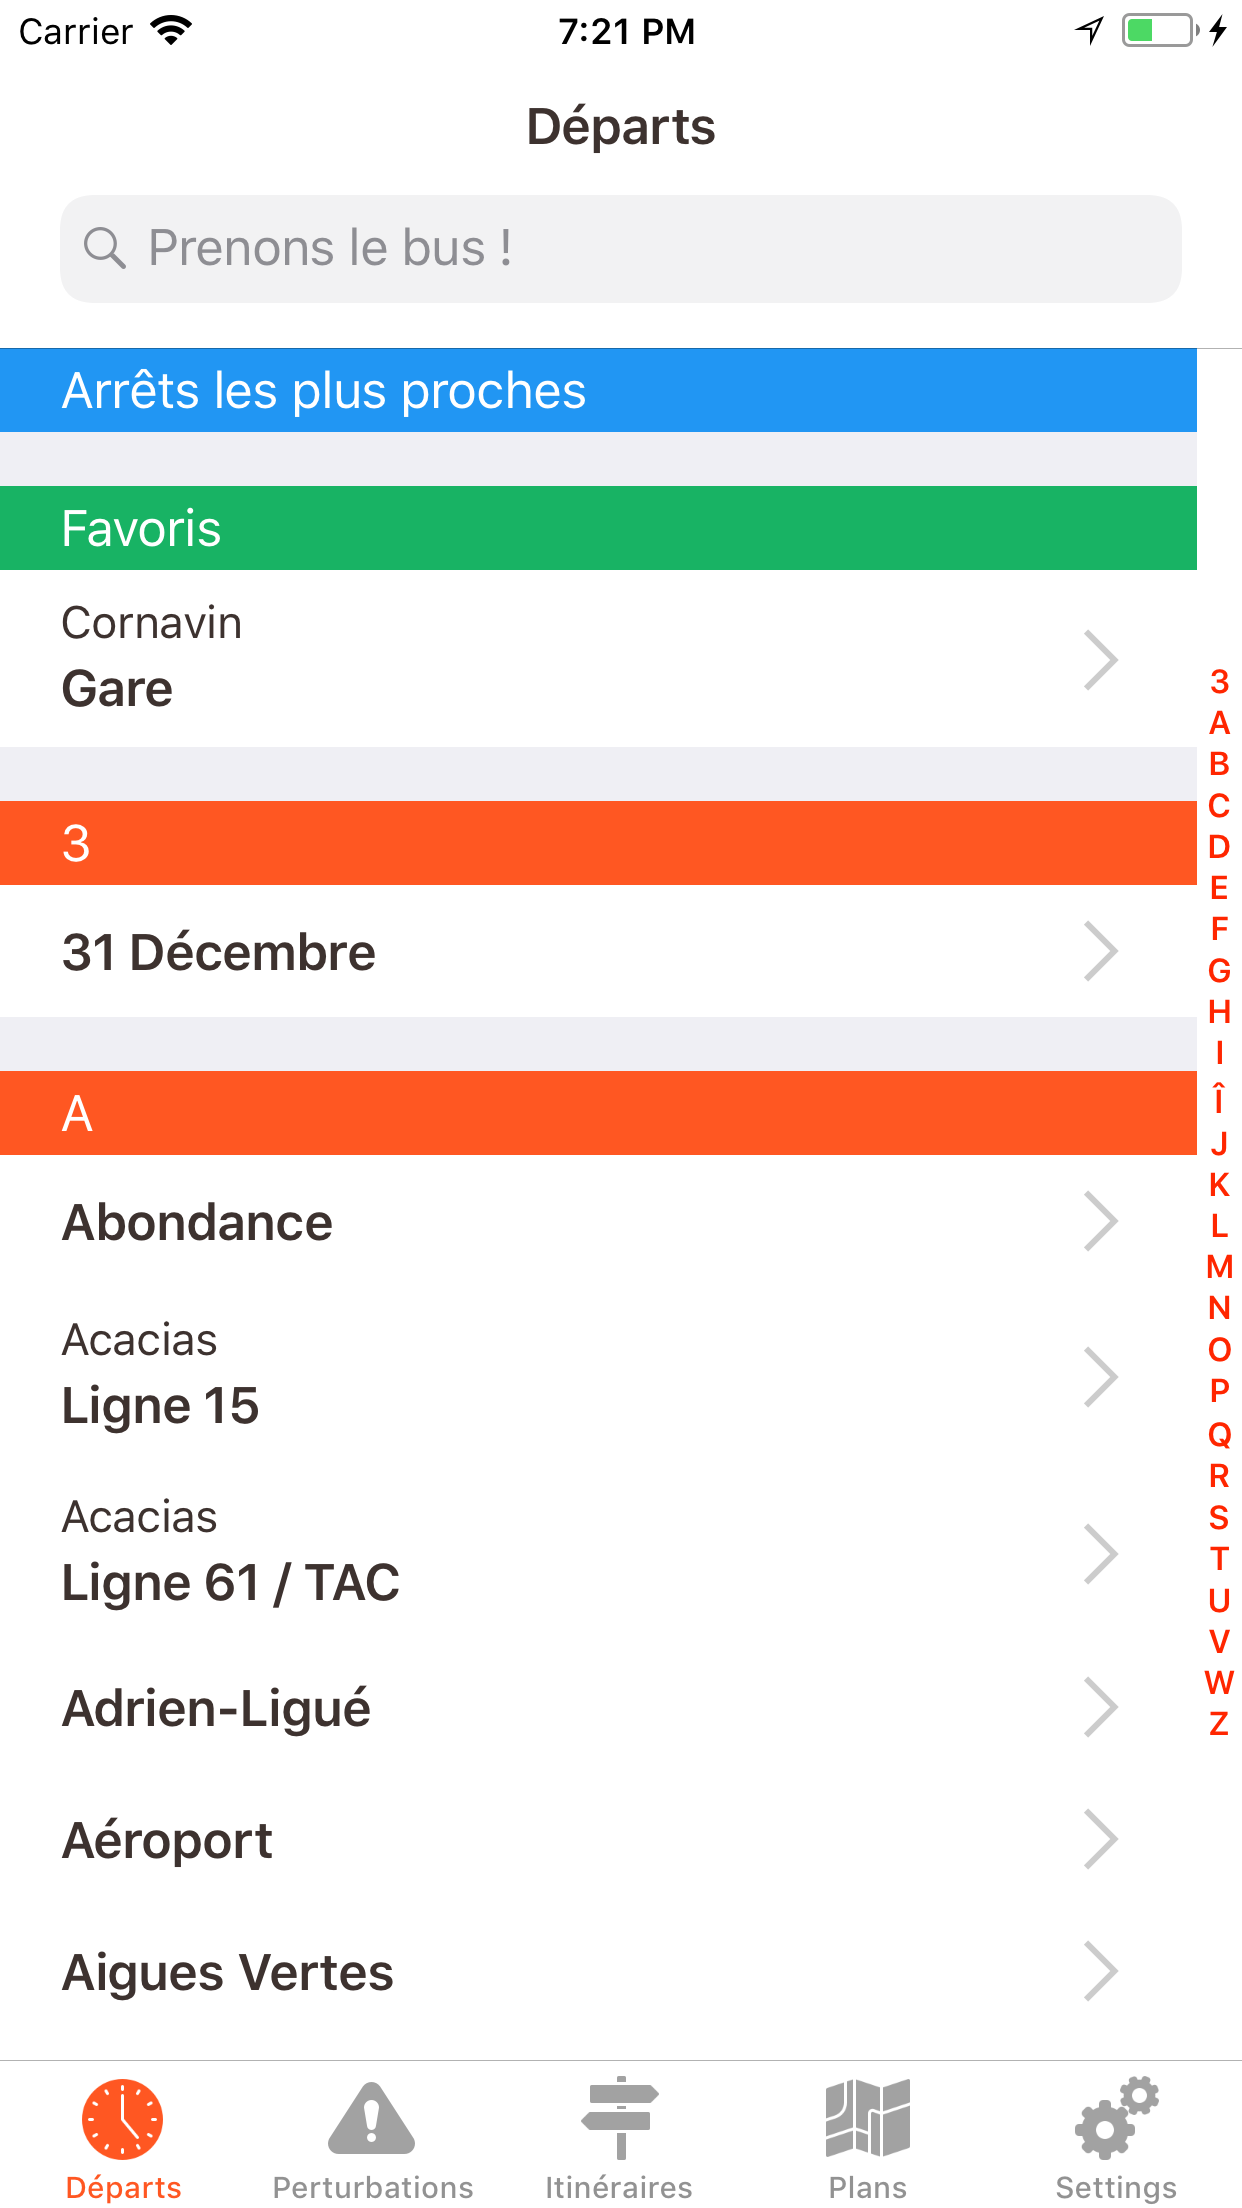 Carrier 7:21 PM
Départs
Prenons le bus !
Arrêts les plus proches
Favoris
Cornavin
Gare
3
31 Décembre
A
Abondance
Acacias
Ligne 15
Acacias
Ligne 61 / TAC
Adrien-Ligué
Aéroport
Aigues Vertes
3
A
B
C
D
E
F
G
H
I
Î
J
K
L
M
N
O
P
Q
R
S
T
U
V
W
Z
Départs Perturbations Itinéraires Plans Settings